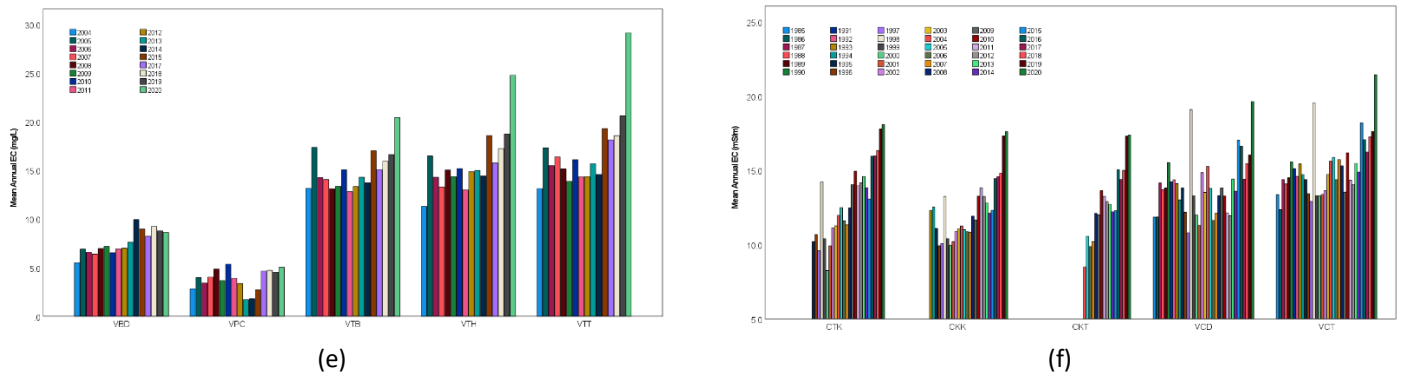 30.0
25.0
20.0
15.0
10.0
5.0
.0
Mean Annual EC (mg/L)
2004 2012
2005 2013
2006 2014
2007 2015
2008 2017
2009 2018
2010 2019
2011 2020
VBD VPC VTB VTH VTT
(e)
25.0
20.0
15.0
10.0
5.0
Mean Annual EC (mS/m)
1985 1991 1997 2003 2009 2015
1986 1992 1998 2004 2010 2016
1987 1993 1999 2005 2011 2017
1988 1994 2000 2006 2012 2018
1989 1995 2001 2007 2013 2019
1990 1996 2002 2008 2014 2020
CTK CKK CKT VCD VCT
(f)